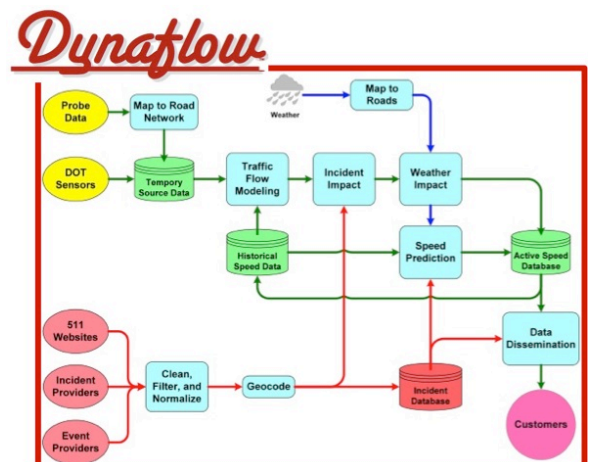 Dynaflow
Probe
Data
Map to Road
Network
Weather
Map to
Roads
DOT
Sensors
Tempory
Source Data
Traffic
Flow
Modeling
Incident
Impact
Weather
Impact
Historical
Speed Data
Speed
Prediction
Active Speed
Database
511
Websites
Data
Dissemination
Incident
Providers
Clean,
Filter, and
Normalize
Geocode
Incident
Database
Event
Providers
Customers